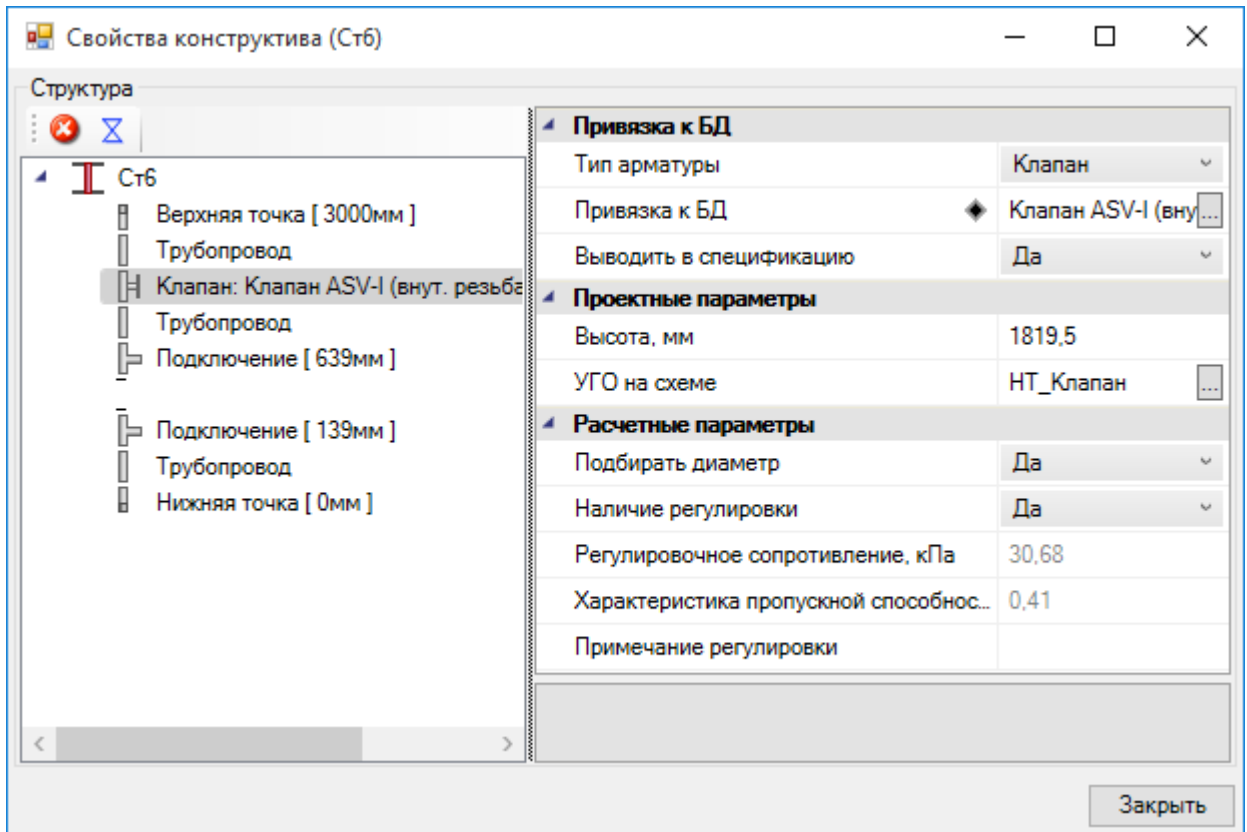 Свойства конструктива (Ст6)
Структура
Ст6
Верхняя точка [ 3000мм ]
Трубопровод
Клапан: Клапан ASV-I (внут. резьба
Трубопровод
Подключение [ 639мм ]
Подключение [ 139мм ]
Трубопровод
Нижняя точка [ 0мм ]
Привязка к БД
Тип арматуры Клапан
Привязка к БД Клапан ASV-I (вну ...
Выводить в спецификацию Да
Проектные параметры
Высота, мм 1819,5
УГО на схеме НТ_Клапан ...
Расчетные параметры
Подбирать диаметр Да
Наличие регулировки Да
Регулировочное сопротивление, кПа 30,68
Характеристика пропускной способнос... 0,41
Примечание регулировки
Закрыть